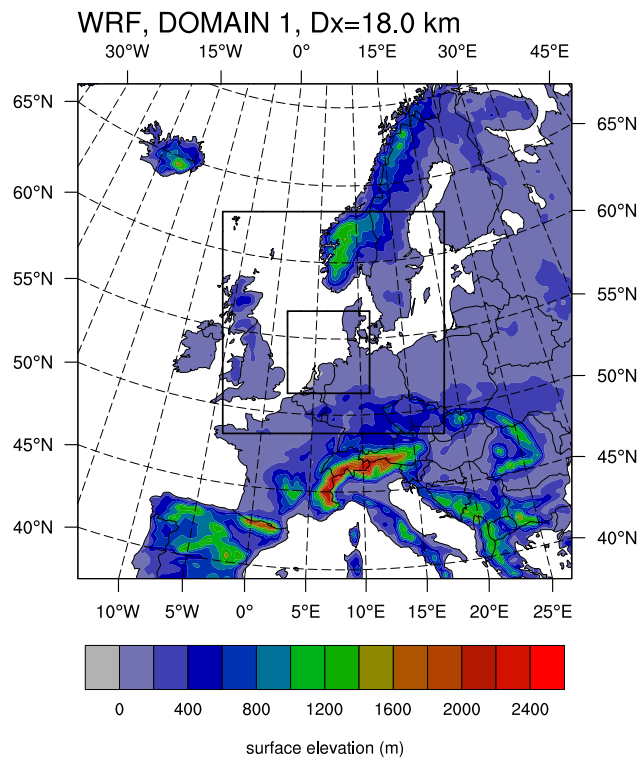 WRF, DOMAIN 1, Dx=18.0 km
30°W 15°W 0° 15°E 30°E 45°E
65°N 65°N
60°N 60°N
55°N 55°N
50°N 50°N
45°N 45°N
40°N 40°N
10°W 5°W 0° 5°E 10°E 15°E 20°E 25°E
0 400 800 1200 1600 2000 2400
surface elevation (m)